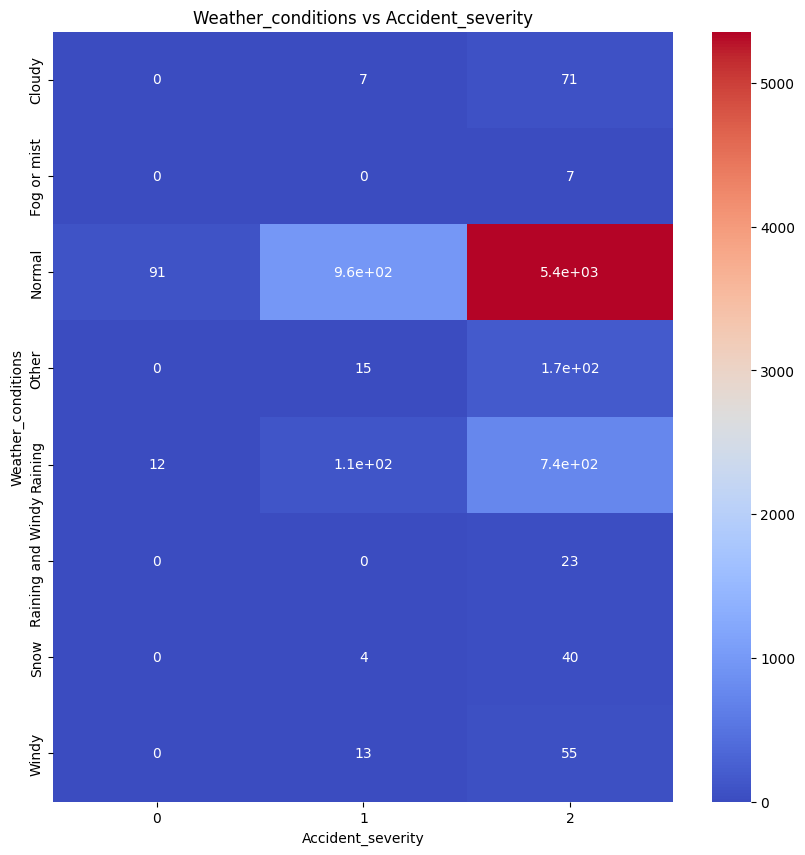 Weather_conditions vs Accident_severity
Cloudy 0 7 71
Fog or mist 0 0 7
Normal 91 9.6e+02 5.4e+03
Other 0 15 1.7e+02
Raining 12 1.1e+02 7.4e+02
Raining and Windy 0 0 23
Snow 0 4 40
Windy 0 13 55
Weather_conditions
0 1 2
Accident_severity
5000
4000
3000
2000
1000
0